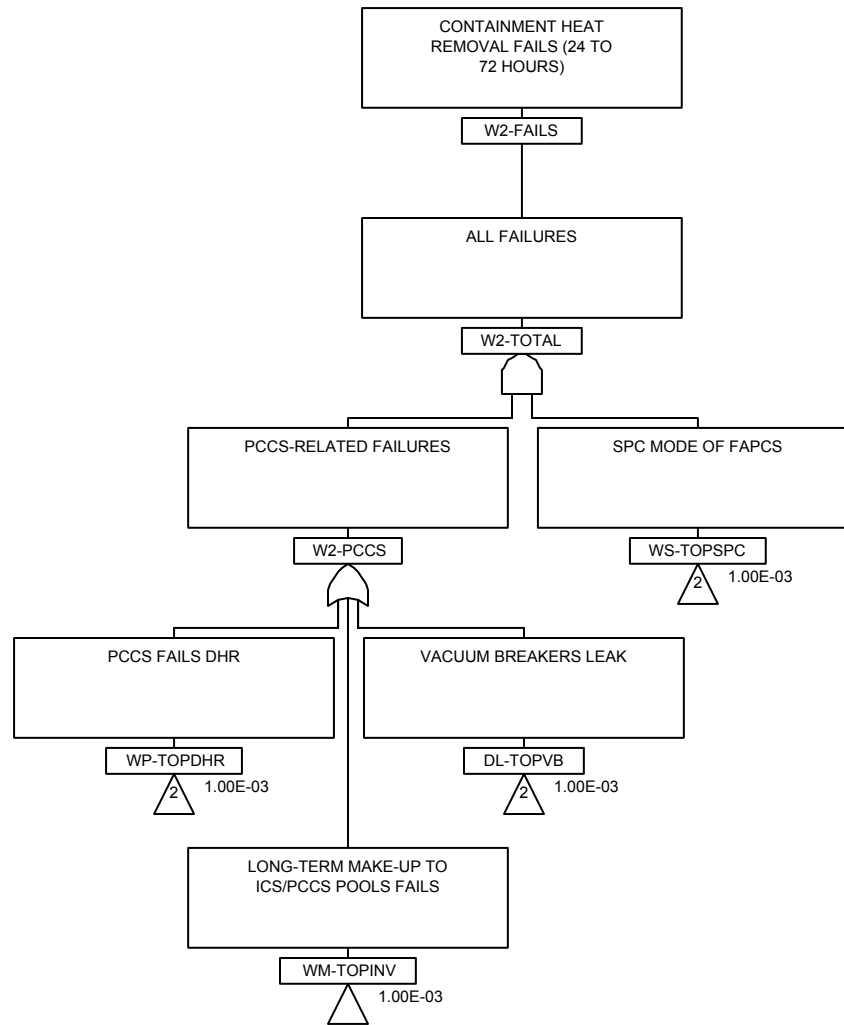 CONTAINMENT HEAT
REMOVAL FAILS (24 TO
72 HOURS)
W2-FAILS
ALL FAILURES
W2-TOTAL
PCCS-RELATED FAILURES
SPC MODE OF FAPCS
W2-PCCS
WS-TOPSPC
2
1.00E-03
PCCS FAILS DHR
VACUUM BREAKERS LEAK
WP-TOPDHR
DL-TOPVB
2
1.00E-03
2
1.00E-03
LONG-TERM MAKE-UP TO
ICS/PCCS POOLS FAILS
WM-TOPINV
1.00E-03